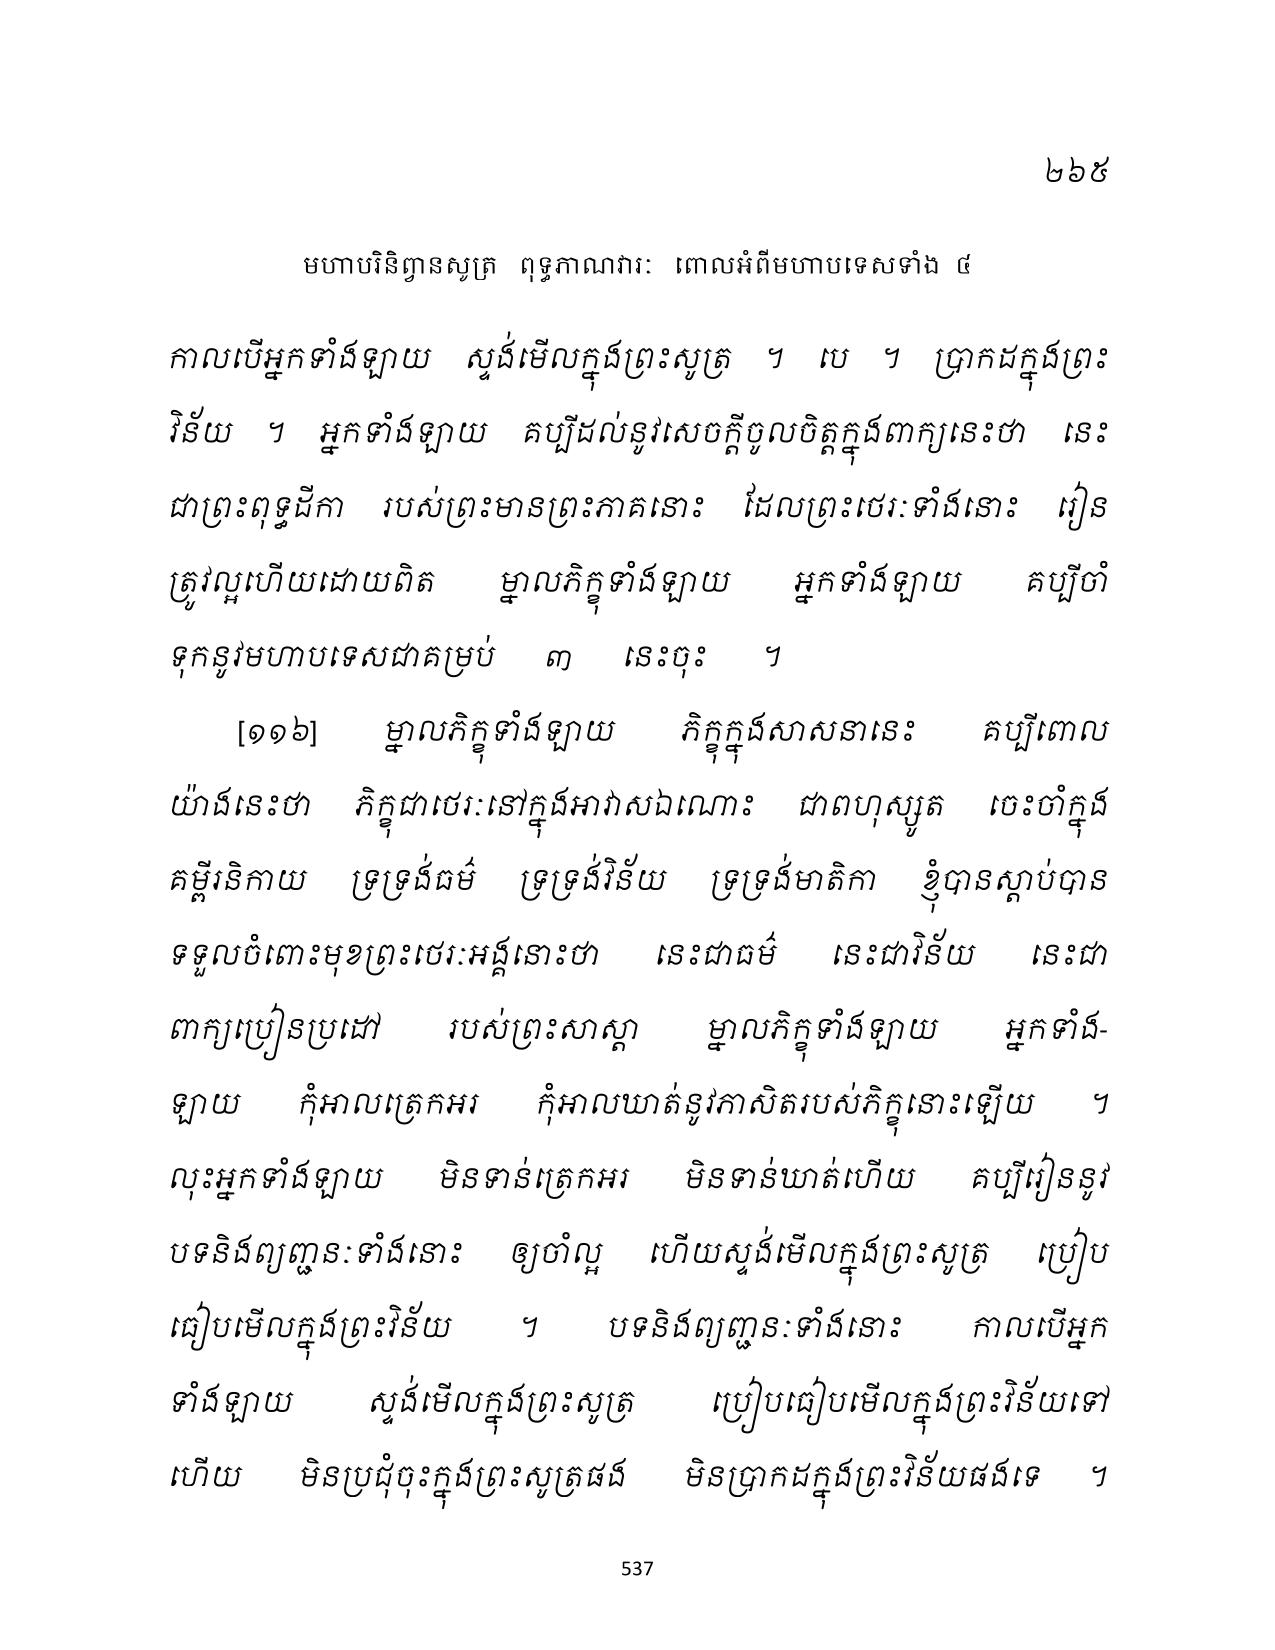 ២៦៥
មហាបរិនិព្វានសូត្រ ពុទ្ធភាណវារៈ ពោលអំពីមហាបទេសទាំង ៤
កាលបើអ្នកទាំងឡាយ ស្ទង់មើលក្នុងព្រះសូត្រ ។ បេ ។ ប្រាកដក្នុងព្រះ
វិន័យ ។ អ្នកទាំងឡាយ គប្បីដល់នូវសេចក្តីចូលចិត្តក្នុងពាក្យនេះថា នេះ
ជាព្រះពុទ្ធដីកា របស់ព្រះមានព្រះភាគនោះ ដែលព្រះថេរៈទាំងនោះ រៀន
ត្រូវល្អហើយដោយពិត ម្នាលភិក្ខុទាំងឡាយ អ្នកទាំងឡាយ គប្បីចាំ
ទុកនូវមហាបទេសជាគម្រប់ ៣ នេះចុះ ។
[១១៦] ម្នាលភិក្ខុទាំងឡាយ ភិក្ខុក្នុងសាសនានេះ គប្បីពោល
យ៉ាងនេះថា ភិក្ខុជាថេរៈនៅក្នុងអាវាសឯណោះ ជាពហុស្សូត ចេះចាំក្នុង
គម្ពីរនិកាយ ទ្រទ្រង់ធម៌ ទ្រទ្រង់វិន័យ ទ្រទ្រង់មាតិកា ខ្ញុំបានស្តាប់បាន
ទទួលចំពោះមុខព្រះថេរៈអង្គនោះថា នេះជាធម៌ នេះជាវិន័យ នេះជា
ពាក្យប្រៀនប្រដៅ របស់ព្រះសាស្តា ម្នាលភិក្ខុទាំងឡាយ អ្នកទាំង-
ឡាយ កុំអាលត្រេកអរ កុំអាលឃាត់នូវភាសិតរបស់ភិក្ខុនោះឡើយ ។
លុះអ្នកទាំងឡាយ មិនទាន់ត្រេកអរ មិនទាន់ឃាត់ហើយ គប្បីរៀននូវ
បទនិងព្យញ្ជនៈទាំងនោះ ឲ្យចាំល្អ ហើយស្ទង់មើលក្នុងព្រះសូត្រ ប្រៀប
ធៀបមើលក្នុងព្រះវិន័យ ។ បទនិងព្យញ្ជនៈទាំងនោះ កាលបើអ្នក
ទាំងឡាយ ស្ទង់មើលក្នុងព្រះសូត្រ ប្រៀបធៀបមើលក្នុងព្រះវិន័យទៅ
ហើយ មិនប្រជុំចុះក្នុងព្រះសូត្រផង មិនប្រាកដក្នុងព្រះវិន័យផងទេ ។
537